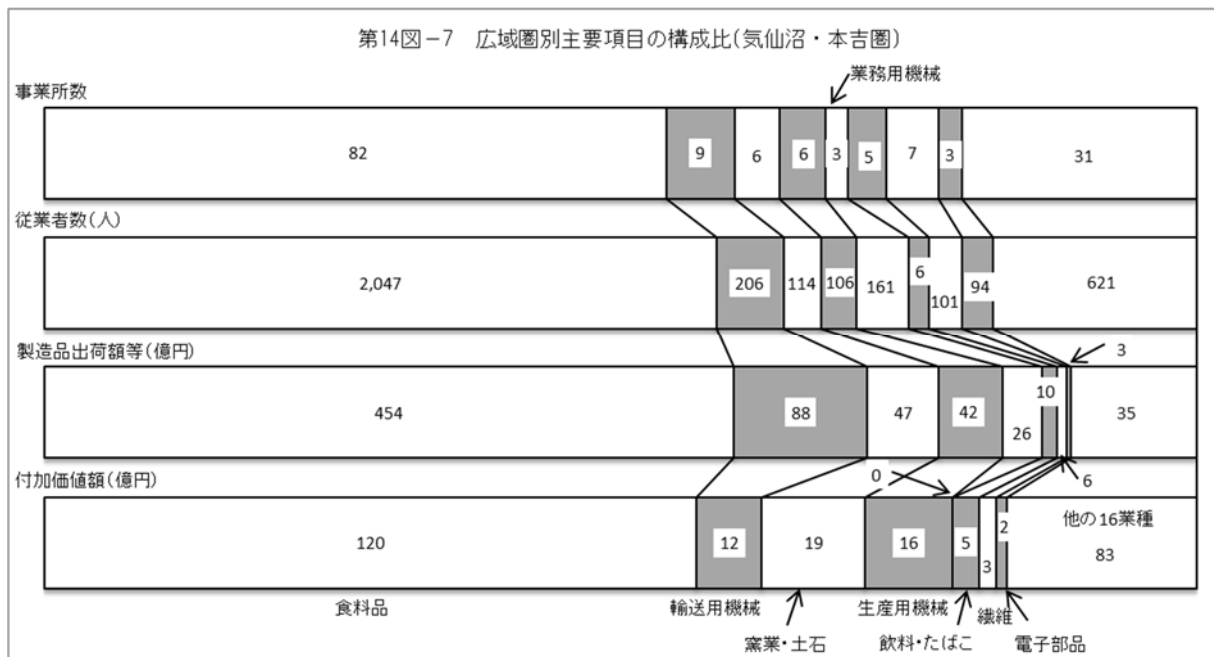 第14図－7　広域圏別主要項目の構成比(気仙沼・本吉圏)
業務用機械
事業所数
82 9 6 6 3 5 7 3 31
従業者数(人)
2,047 206 114 106 161 6 101 94 621
製造品出荷額等(億円)
3
454 88 47 42 26 10 35
6
付加価値額(億円)
0
120 12 19 16 5 3 2 他の16業種
83
食料品 輸送用機械 生産用機械 繊維
窯業・土石 飲料・たばこ 電子部品